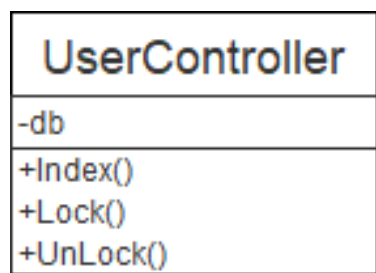 UserController
-db
+Index()
+Lock()
+UnLock()